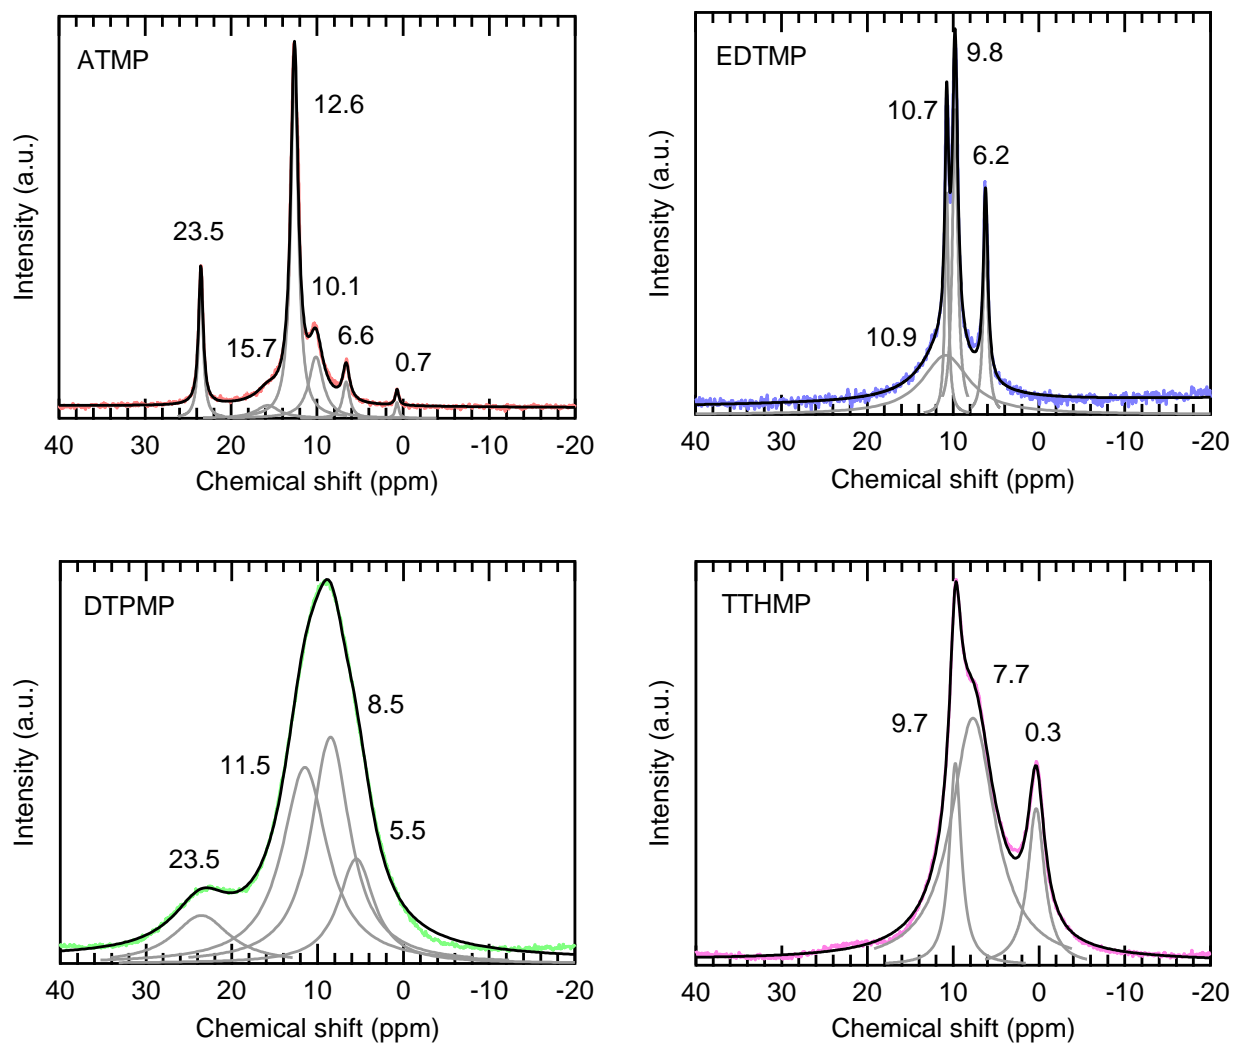 ATMP
12.6
23.5
10.1
15.7
6.6
0.7
Intensity (a.u.)
40 30 20 10 0 -10 -20
Chemical shift (ppm)
EDTMP
9.8
10.7
6.2
10.9
Intensity (a.u.)
40 30 20 10 0 -10 -20
Chemical shift (ppm)
DTPMP
8.5
11.5
5.5
23.5
Intensity (a.u.)
40 30 20 10 0 -10 -20
Chemical shift (ppm)
TTHMP
7.7
9.7
0.3
Intensity (a.u.)
40 30 20 10 0 -10 -20
Chemical shift (ppm)